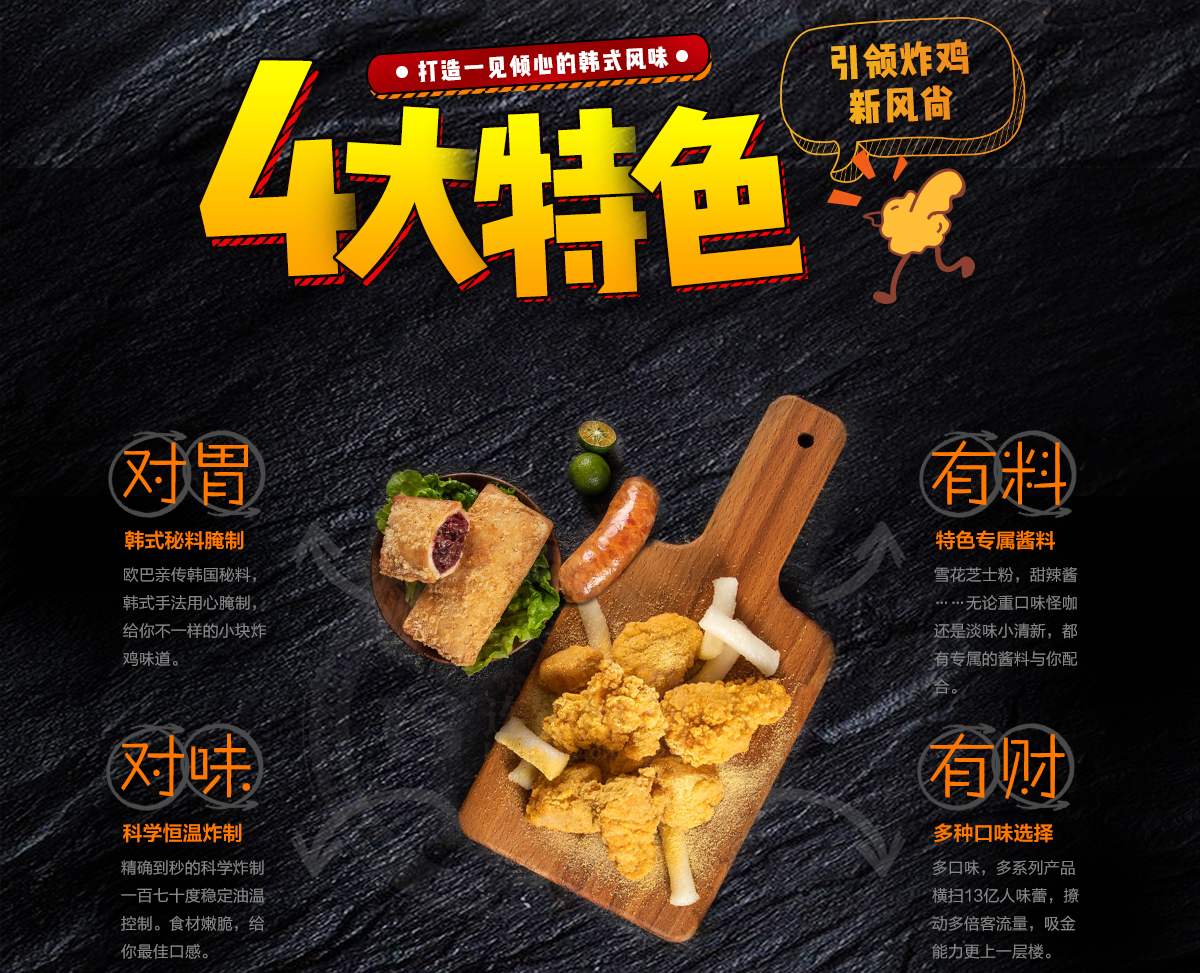 打造一见倾心的韩式风味
4大特色
引领炸鸡
新风尚
对胃
韩式秘料腌制
欧巴亲传韩国秘料，
韩式手法用心腌制，
给你不一样的小块炸
鸡味道。
有料
特色专属酱料
雪花芝士粉，甜辣酱
……无论重口味怪咖
还是淡味小清新，都
有专属的酱料与你配
合。
对味
科学恒温炸制
精确到秒的科学炸制
一百七十度稳定油温
控制。食材嫩脆，给
你最佳口感。
有财
多种口味选择
多口味，多系列产品
横扫13亿人味蕾，撩
动多倍客流量，吸金
能力更上一层楼。